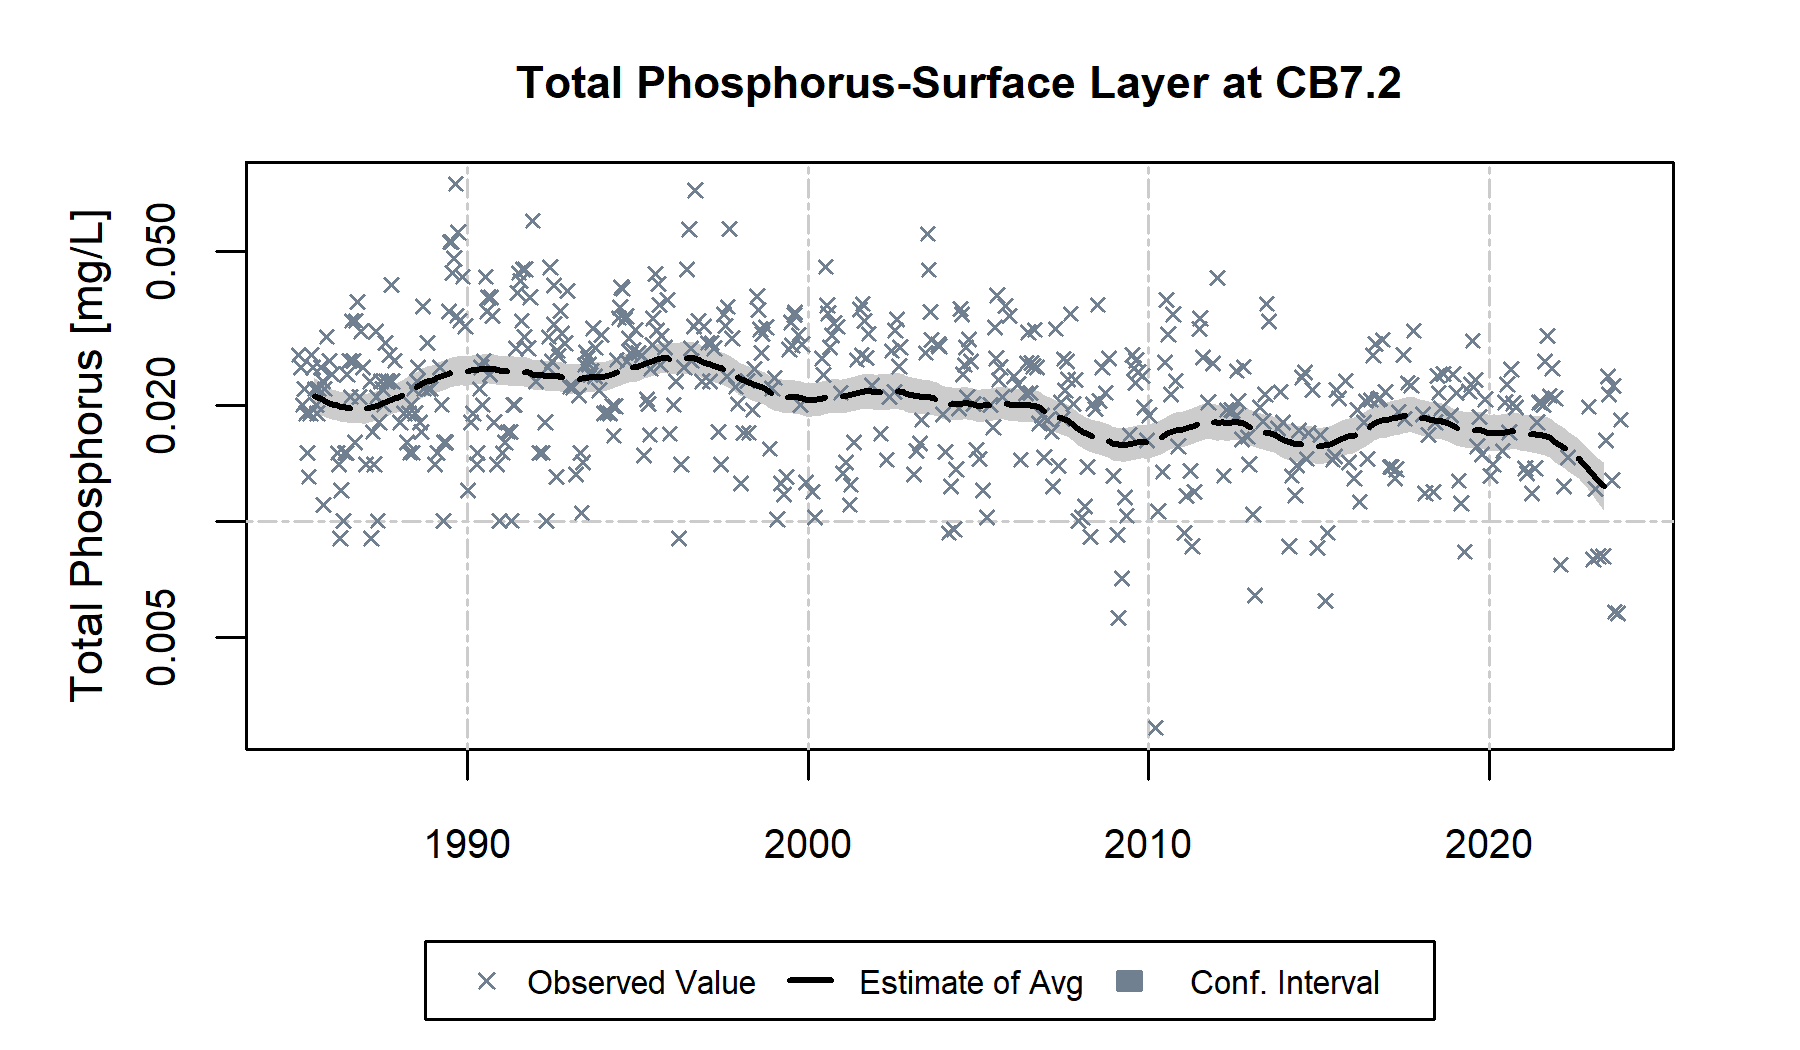 Total Phosphorus-Surface Layer at CB7.2
Total Phosphorus [mg/L]
0.050
0.020
0.005
1990 2000 2010 2020
Observed Value Estimate of Avg Conf. Interval